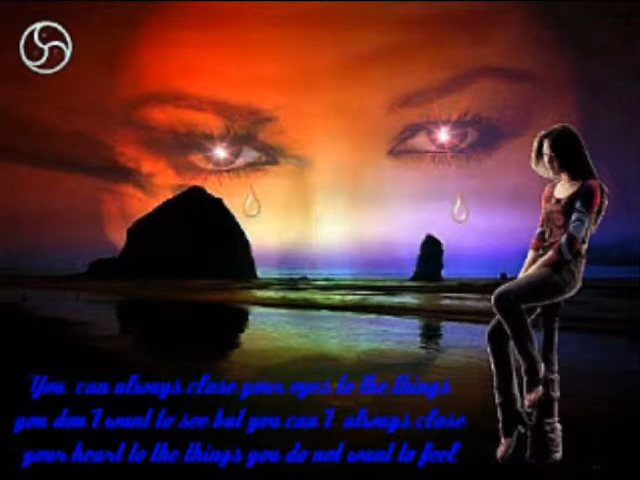 You can always close your eyes to the things
you don't want to see but you can't always close
your heart to the things you do not want to feel